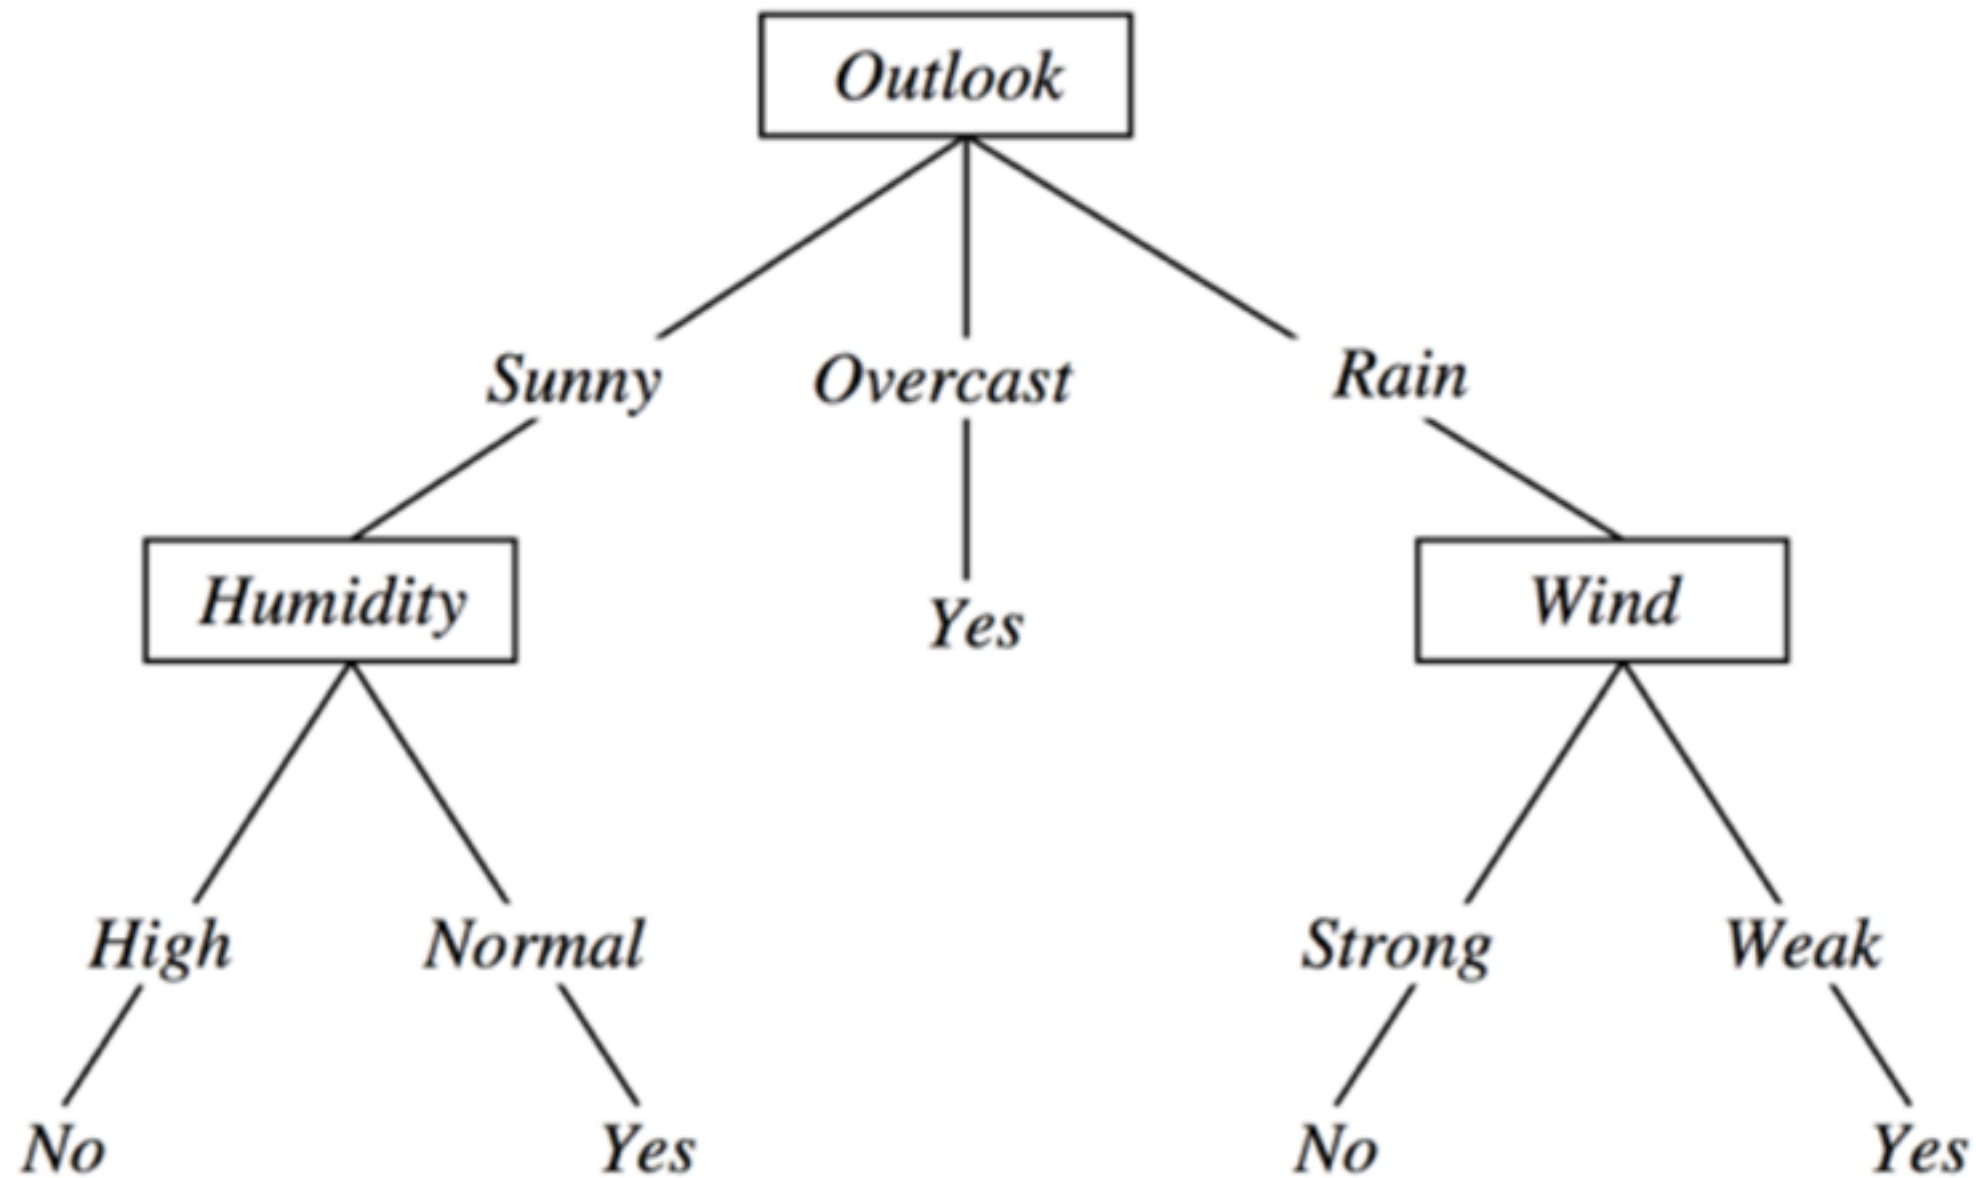 Outlook
Sunny Overcast Rain
Humidity Yes Wind
High Normal Strong Weak
No Yes No Yes